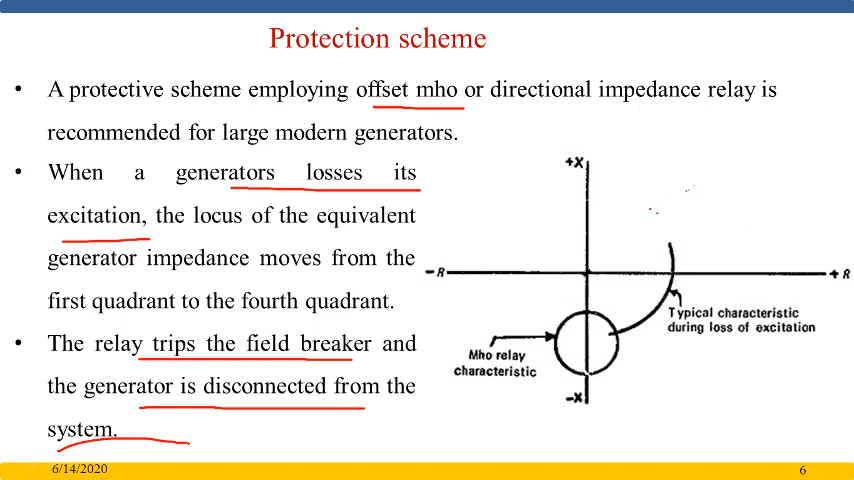 Protection scheme
• A protective scheme employing offset mho or directional impedance relay is
recommended for large modern generators.
• When a generators losses its
excitation, the locus of the equivalent
generator impedance moves from the
first quadrant to the fourth quadrant.
• The relay trips the field breaker and
the generator is disconnected from the
system.
+X
-R
+R
Typical characteristic
during loss of excitation
Mho relay
characteristic
-X
6/14/2020
6